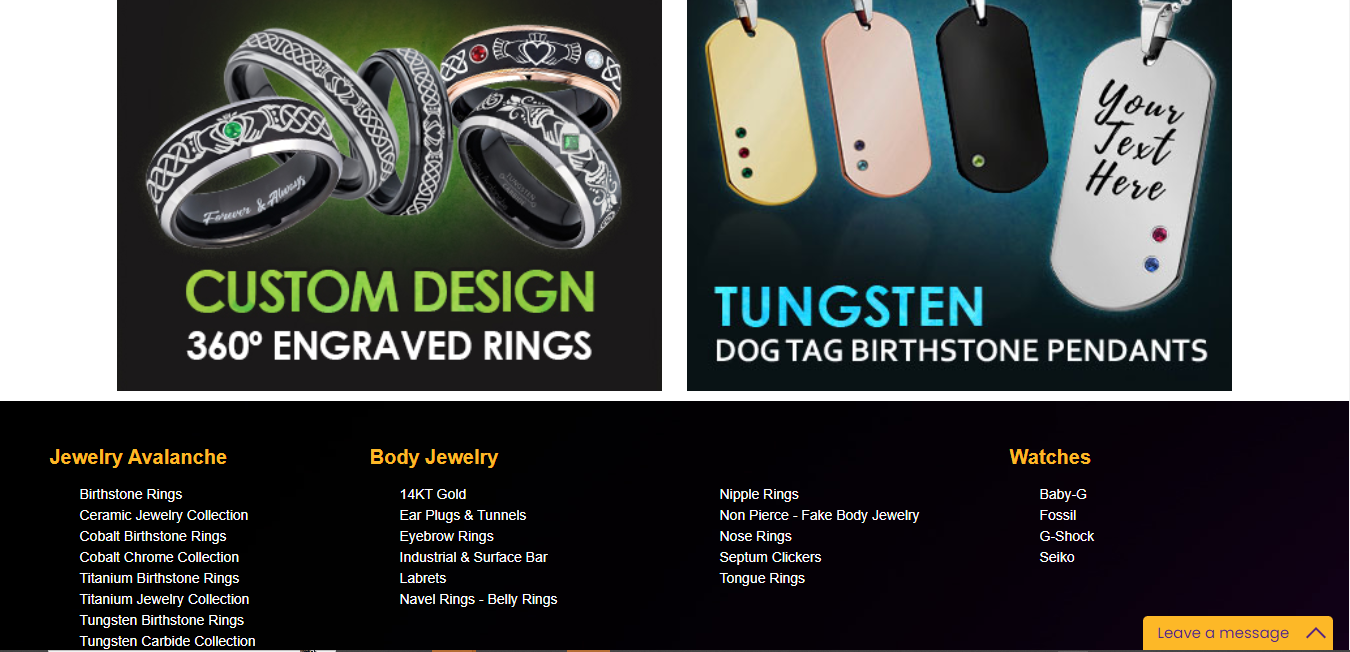 Forever & Always
TUNGSTEN
CUSTOM DESIGN
360º ENGRAVED RINGS
Your
Text
Here
TUNGSTEN
DOG TAG BIRTHSTONE PENDANTS
Jewelry Avalanche
Birthstone Rings
Ceramic Jewelry Collection
Cobalt Birthstone Rings
Cobalt Chrome Collection
Titanium Birthstone Rings
Titanium Jewelry Collection
Tungsten Birthstone Rings
Tungsten Carbide Collection
Body Jewelry
14KT Gold
Ear Plugs & Tunnels
Eyebrow Rings
Industrial & Surface Bar
Labrets
Navel Rings - Belly Rings
Nipple Rings
Non Pierce - Fake Body Jewelry
Nose Rings
Septum Clickers
Tongue Rings
Watches
Baby-G
Fossil
G-Shock
Seiko
Leave a message